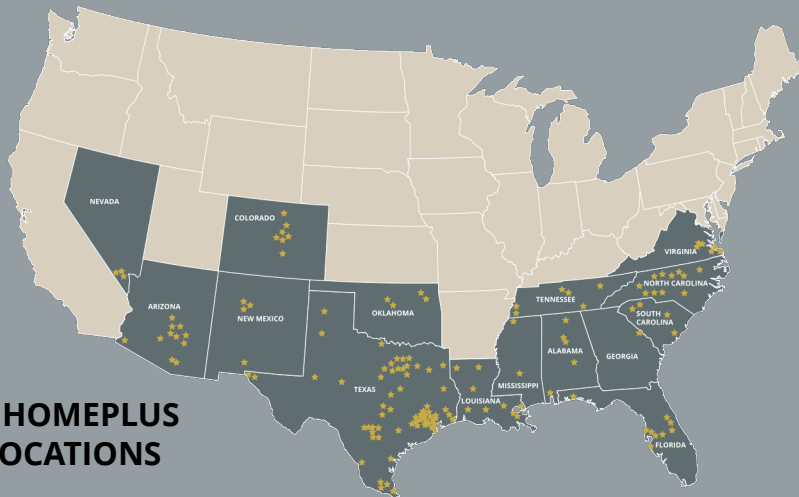 NEVADA
COLORADO
VIRGINIA
ARIZONA
NEW MEXICO
OKLAHOMA
TENNESSEE
NORTH CAROLINA
SOUTH
CAROLINA
ALABAMA
GEORGIA
TEXAS
MISSISSIPPI
LOUISIANA
FLORIDA
HOMEPLUS
OCATIONS